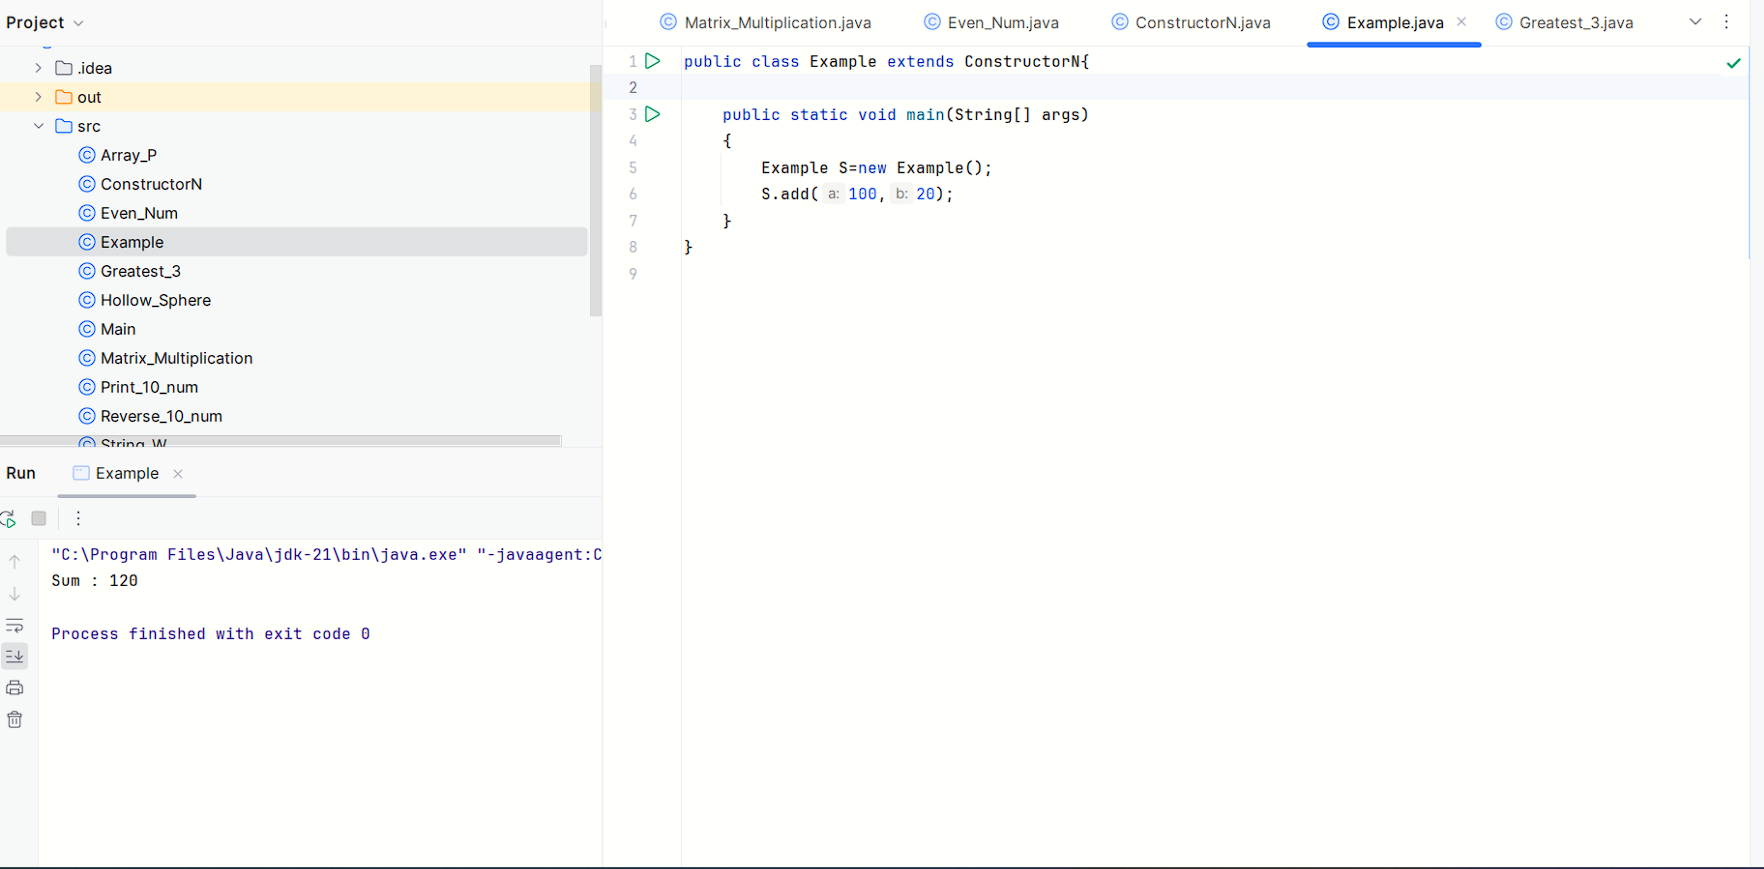 Project
Matrix_Multiplication.java Even_Num.java ConstructorN.java Example.java Greatest_3.java
.idea
out
src
Array_P
ConstructorN
Even_Num
Example
Greatest_3
Hollow_Sphere
Main
Matrix_Multiplication
Print_10_num
Reverse_10_num
String_W
1 public class Example extends ConstructorN{
2
3 public static void main(String[] args)
4 {
5 Example S=new Example();
6 S.add( a: 100, b: 20);
7 }
8 }
9
Run Example
"C:\Program Files\Java\jdk-21\bin\java.exe" "-javaagent:C
Sum : 120
Process finished with exit code 0